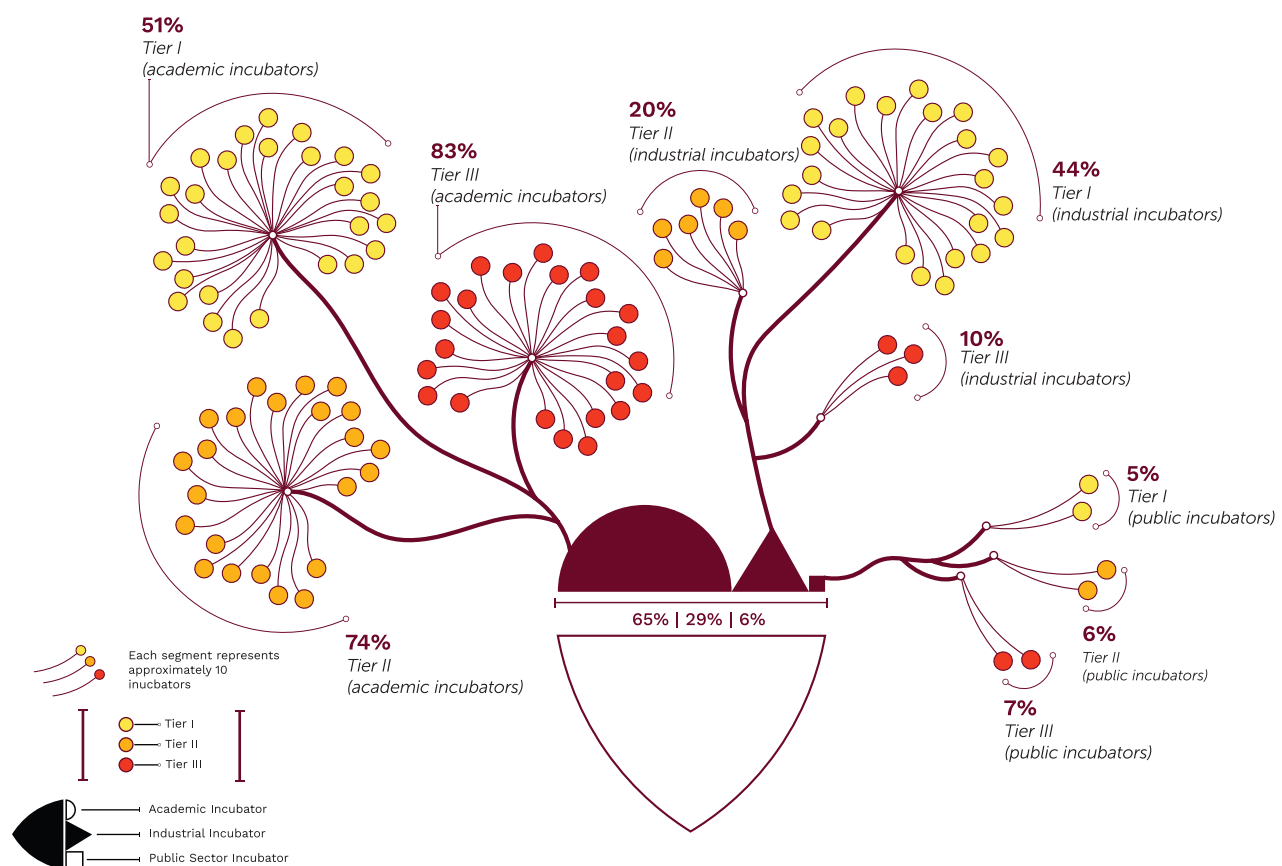 51%
Tier I
(academic incubators)
83%
Tier III
(academic incubators)
20%
Tier II
(industrial incubators)
44%
Tier I
(industrial incubators)
10%
Tier III
(industrial incubators)
5%
Tier I
(public incubators)
6%
Tier II
(public incubators)
7%
Tier III
(public incubators)
65% | 29% | 6%
74%
Tier II
(academic incubators)
Each segment represents
approximately 10
inucbators
Tier I
Tier II
Tier III
Academic Incubator
Industrial Incubator
Public Sector Incubator